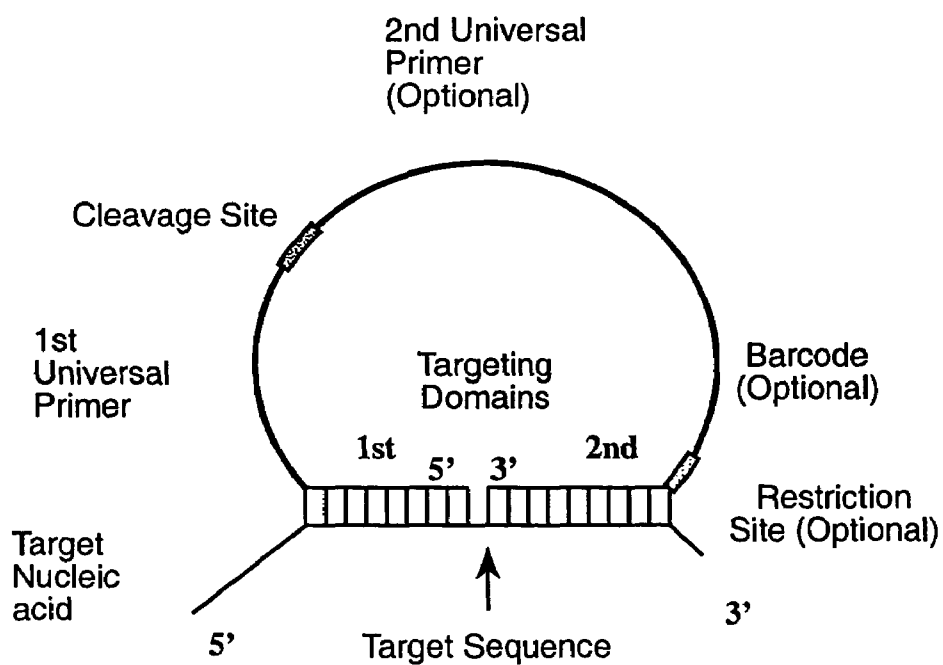 2nd Universal
Primer
(Optional)
Cleavage Site
1st
Universal
Primer
Targeting
Domains
Barcode
(Optional)
1st 5' 3' 2nd
Restriction
Site (Optional)
Target
Nucleic
acid
5'
Target Sequence
3'